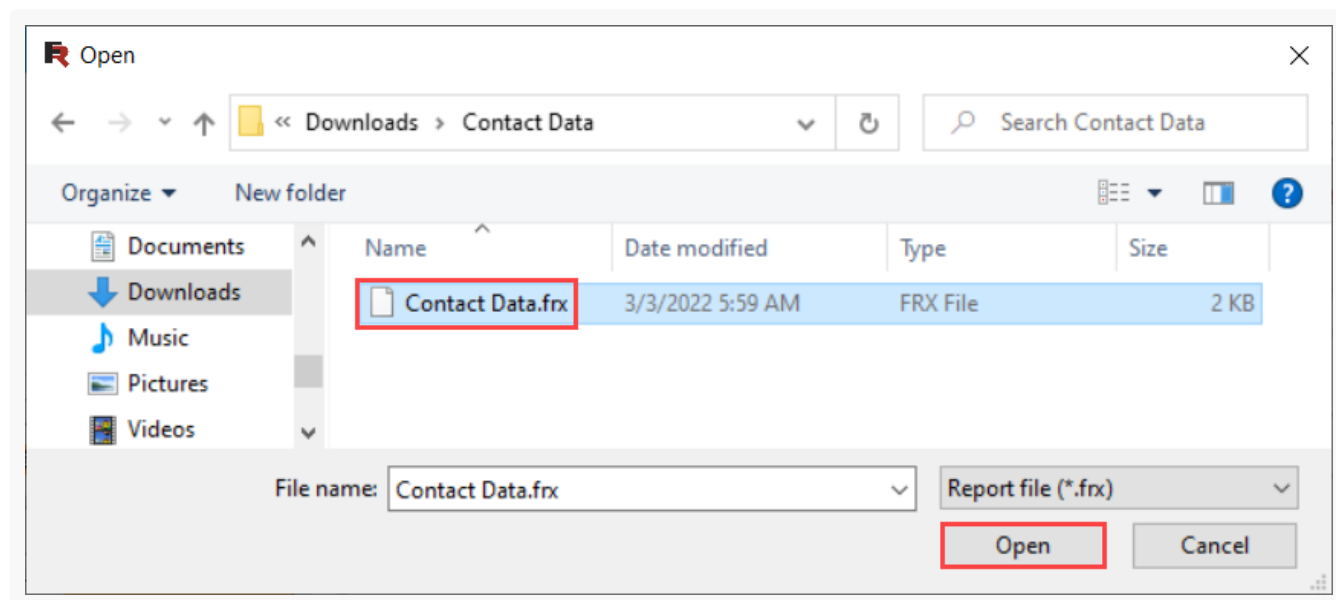 Open
« Downloads › Contact Data
Search Contact Data
Organize
New folder
Name
Date modified
Type
Size
Documents
Downloads
Music
Pictures
Videos
Contact Data.frx
3/3/2022 5:59 AM
FRX File
2 KB
File name:
Contact Data.frx
Report file (*.frx)
Open
Cancel